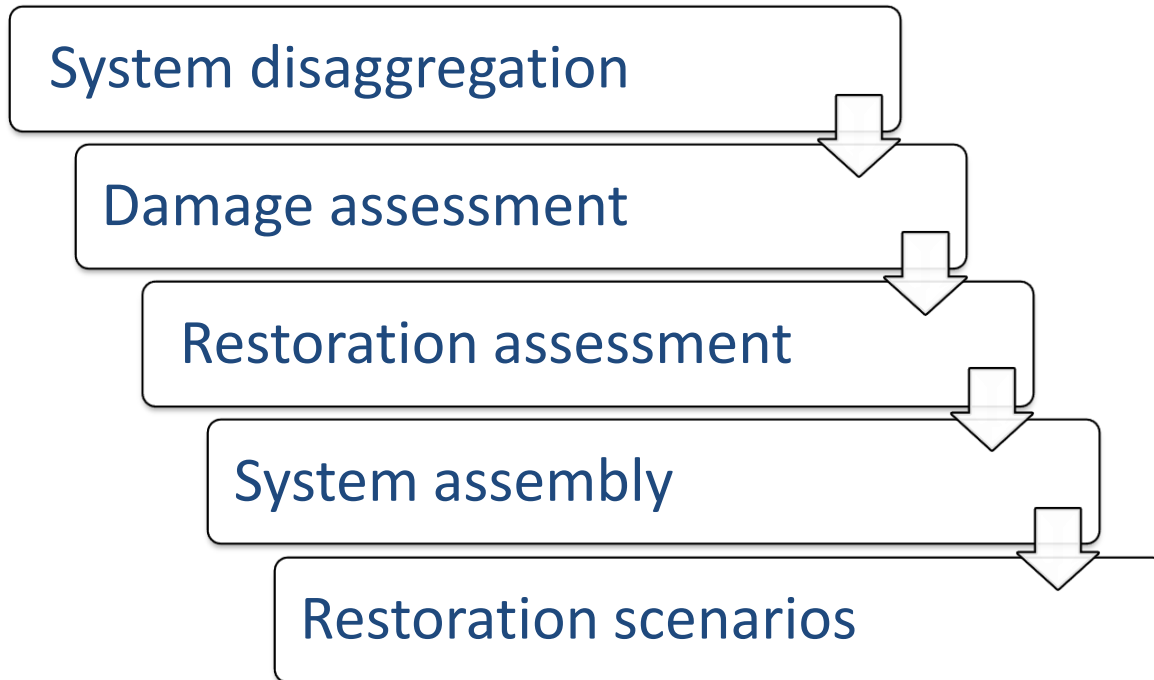 System disaggregation
Damage assessment
Restoration assessment
System assembly
Restoration scenarios